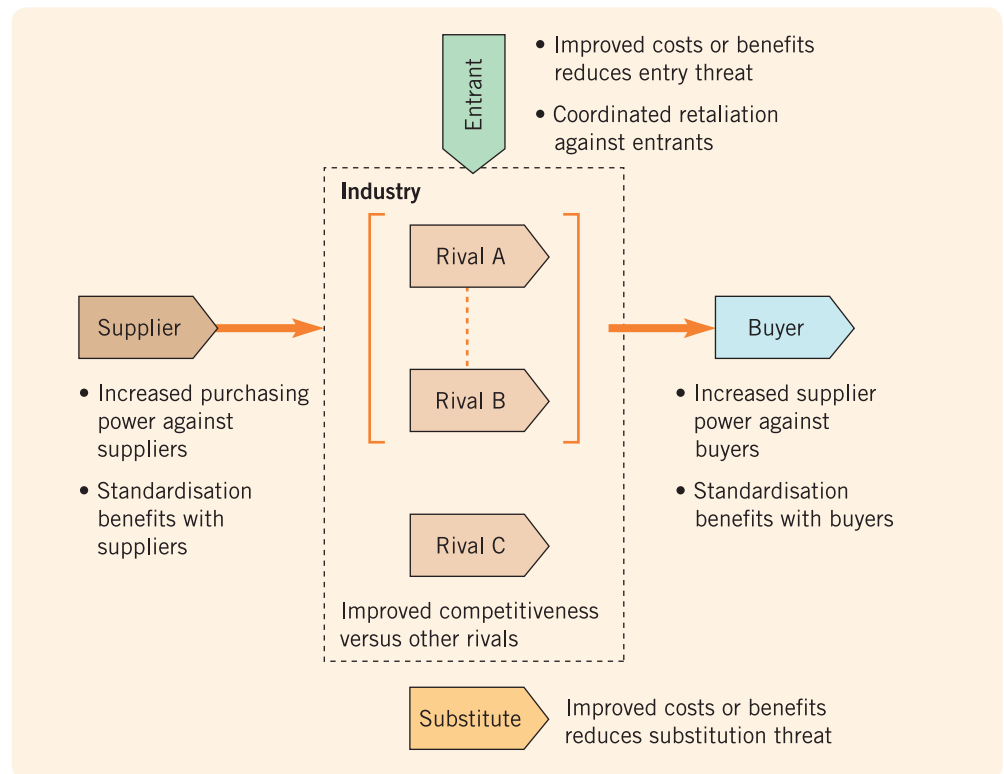 Entrant
• Improved costs or benefits
reduces entry threat
• Coordinated retaliation
against entrants
Industry
Rival A
Supplier
Buyer
• Increased purchasing
power against
suppliers
• Standardisation
benefits with
suppliers
Rival B
• Increased supplier
power against
buyers
• Standardisation
benefits with buyers
Rival C
Improved competitiveness
versus other rivals
Substitute
Improved costs or benefits
reduces substitution threat